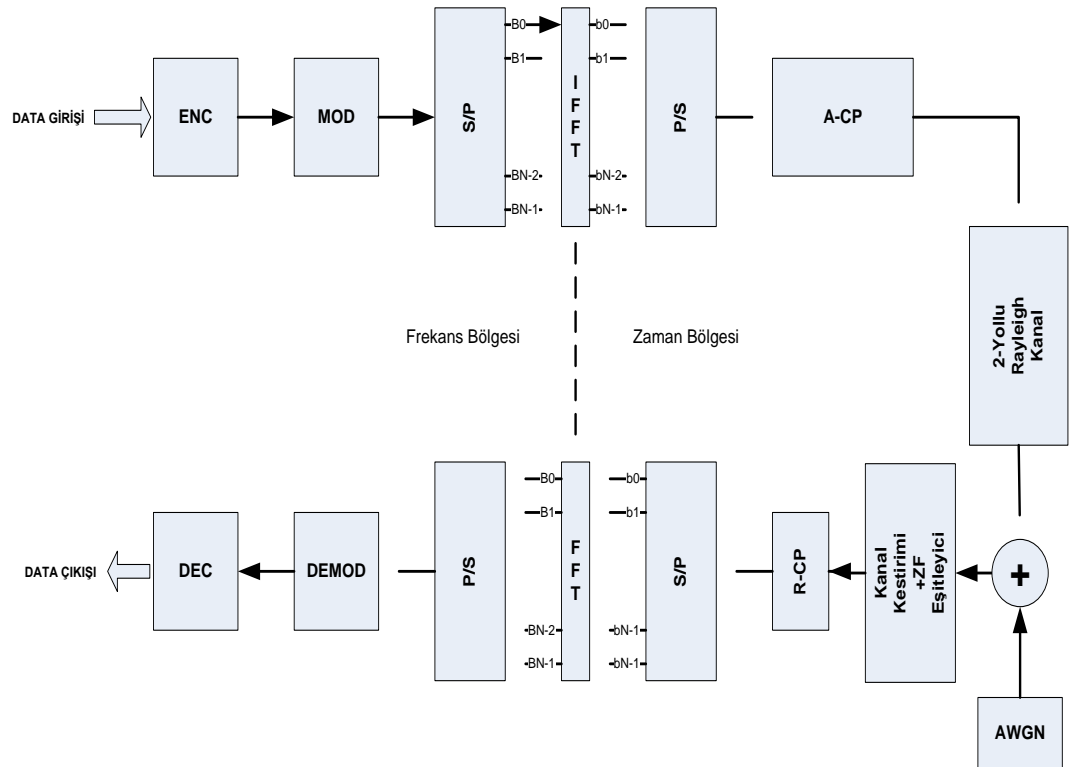 DATA GİRİŞİ
ENC
MOD
S/P
B0
B1
BN-2
BN-1
I
F
F
T
b0
b1
bN-2
bN-1
P/S
A-CP
2-Yollu
Rayleigh
Kanal
Frekans Bölgesi
Zaman Bölgesi
DATA ÇIKIŞI
DEC
DEMOD
P/S
B0
B1
BN-2
BN-1
F
F
T
b0
b1
bN-1
bN-1
S/P
R-CP
Kanal
Kestirimi
+ZF
Eşitleyici
+
AWGN